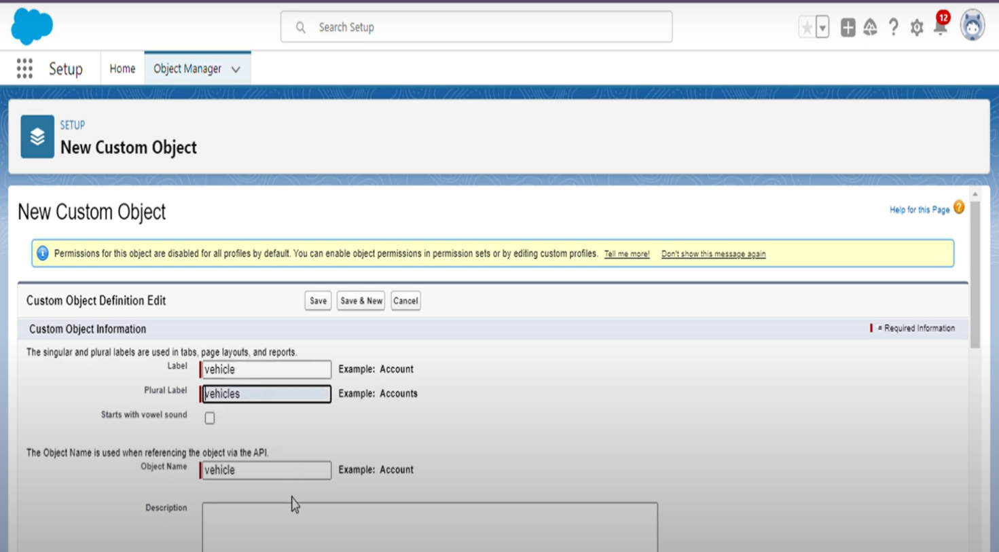 Search Setup
12
Setup
Home
Object Manager
SETUP
New Custom Object
New Custom Object
Help for this Page
Permissions for this object are disabled for all profiles by default. You can enable object permissions in permission sets or by editing custom profiles. Tell me more! Don't show this message again
Custom Object Definition Edit
Save
Save & New
Cancel
Custom Object Information
= Required Information
The singular and plural labels are used in tabs, page layouts, and reports.
Label
vehicle
Example: Account
Plural Label
vehicles
Example: Accounts
Starts with vowel sound
The Object Name is used when referencing the object via the API.
Object Name
vehicle
Example: Account
Description